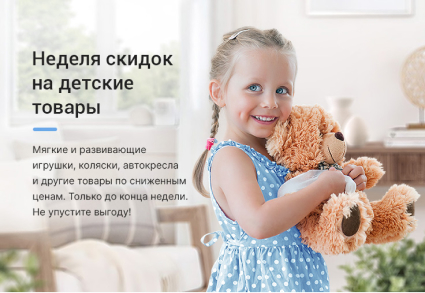 Неделя скидок
на детские
товары
Мягкие и развивающие
игрушки, коляски, автокресла
и другие товары по сниженным
ценам. Только до конца недели.
Не упустите выгоду!